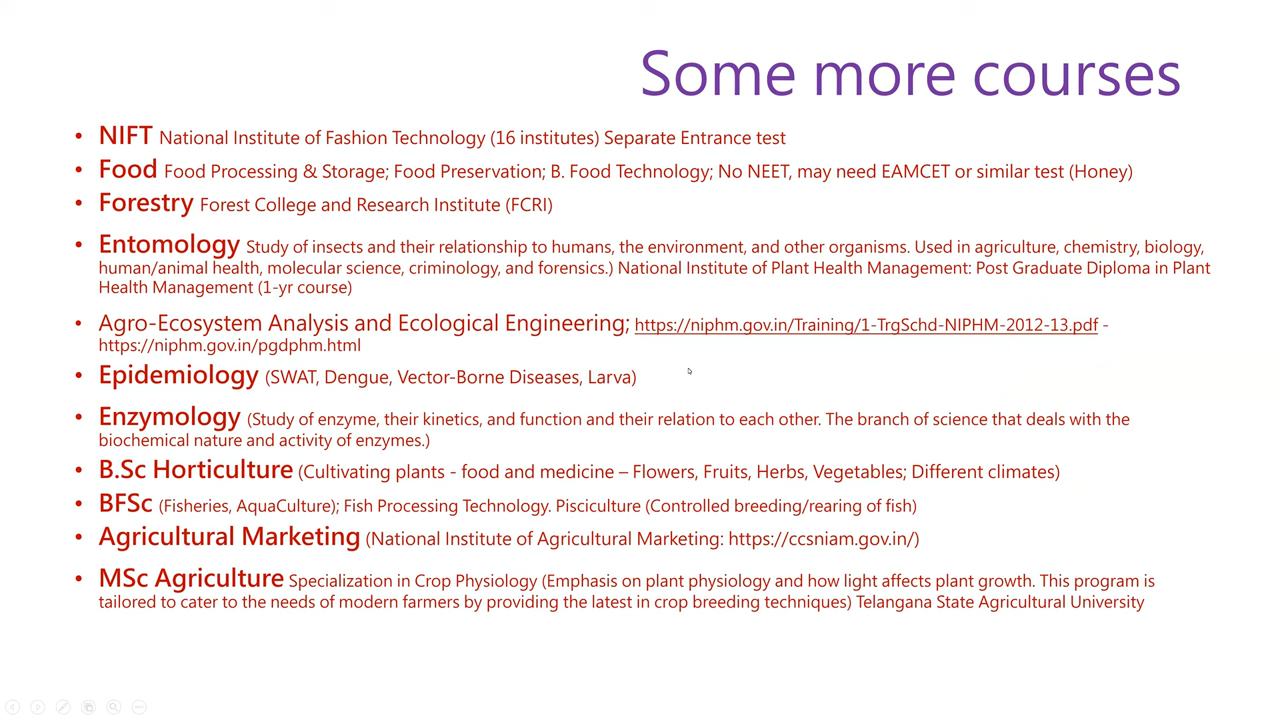 Some more courses
• NIFT National Institute of Fashion Technology (16 institutes) Separate Entrance test
• Food Food Processing & Storage; Food Preservation; B. Food Technology; No NEET, may need EAMCET or similar test (Honey)
• Forestry Forest College and Research Institute (FCRI)
• Entomology Study of insects and their relationship to humans, the environment, and other organisms. Used in agriculture, chemistry, biology,
human/animal health, molecular science, criminology, and forensics.) National Institute of Plant Health Management: Post Graduate Diploma in Plant
Health Management (1-yr course)
• Agro-Ecosystem Analysis and Ecological Engineering; https://niphm.gov.in/Training/1-TrgSchd-NIPHM-2012-13.pdf -
https://niphm.gov.in/pgdphm.html
• Epidemiology (SWAT, Dengue, Vector-Borne Diseases, Larva)
• Enzymology (Study of enzyme, their kinetics, and function and their relation to each other. The branch of science that deals with the
biochemical nature and activity of enzymes.)
• B.Sc Horticulture (Cultivating plants - food and medicine – Flowers, Fruits, Herbs, Vegetables; Different climates)
• BFSc (Fisheries, AquaCulture); Fish Processing Technology. Pisciculture (Controlled breeding/rearing of fish)
• Agricultural Marketing (National Institute of Agricultural Marketing: https://ccsniam.gov.in/)
• MSc Agriculture Specialization in Crop Physiology (Emphasis on plant physiology and how light affects plant growth. This program is
tailored to cater to the needs of modern farmers by providing the latest in crop breeding techniques) Telangana State Agricultural University